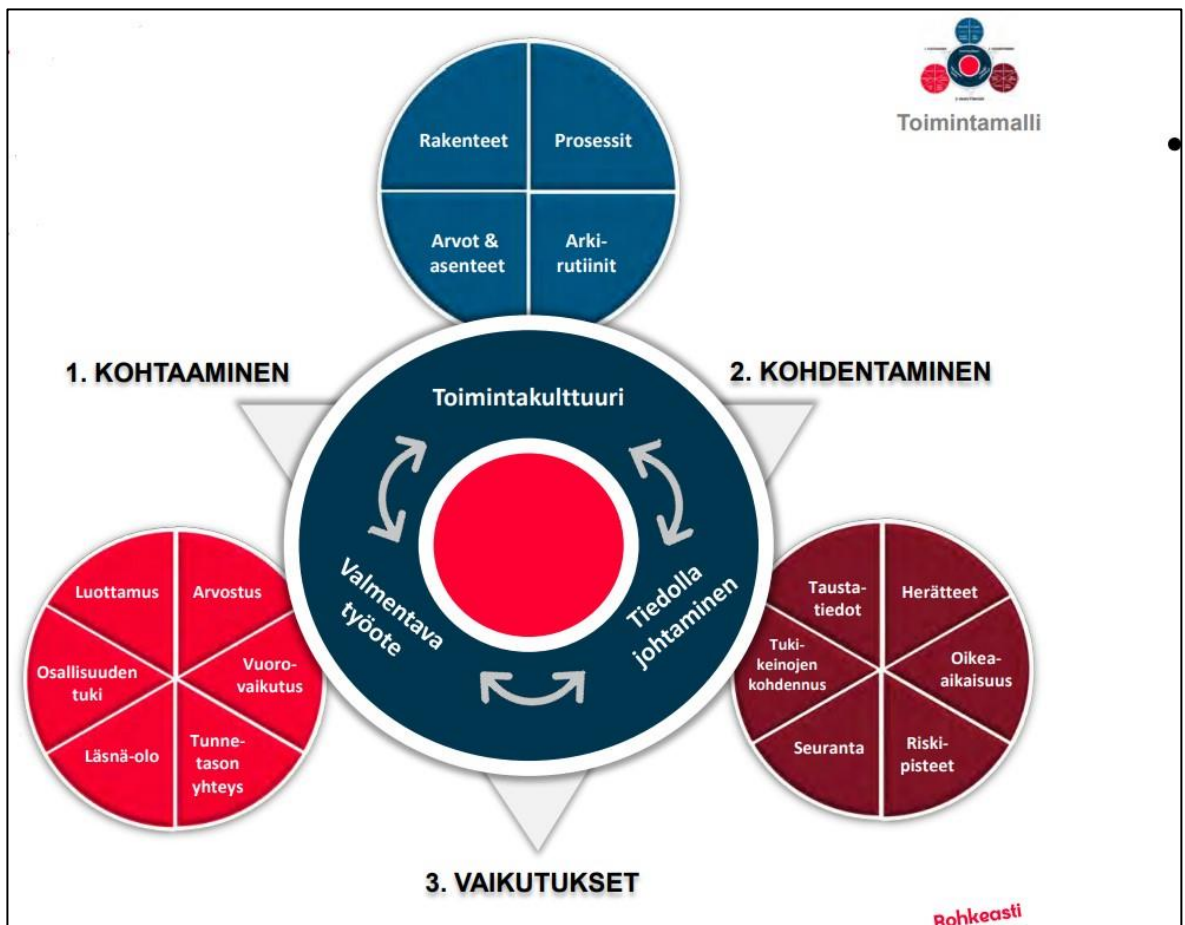 Toimintamalli
Rakenteet
Prosessit
Arvot &
asenteet
Arki-
rutiinit
1. KOHTAAMINEN
2. KOHDENTAMINEN
Toimintakulttuuri
Valmentava
työote
Tiedolla
johtaminen
Luottamus
Arvostus
Osallisuuden
tuki
Vuoro-
vaikutus
Läsnä-olo
Tunne-
tason
yhteys
Tausta-
tiedot
Herätteet
Tuki-
keinojen
kohdennus
Oikea-
aikaisuus
Seuranta
Riski-
pisteet
3. VAIKUTUKSET
Rohkeasti